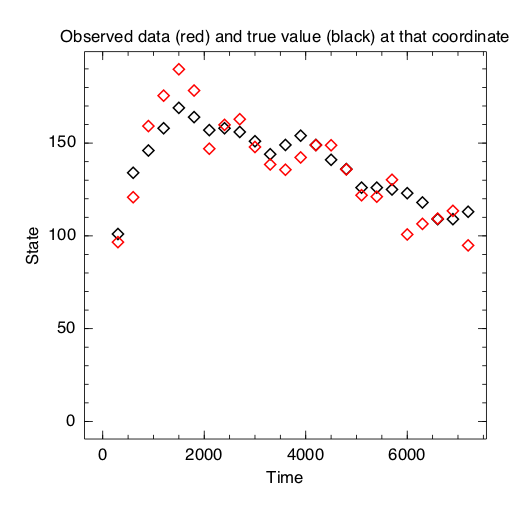 Observed data (red) and true value (black) at that coordinate
150
100
50
0
State
0 2000 4000 6000
Time